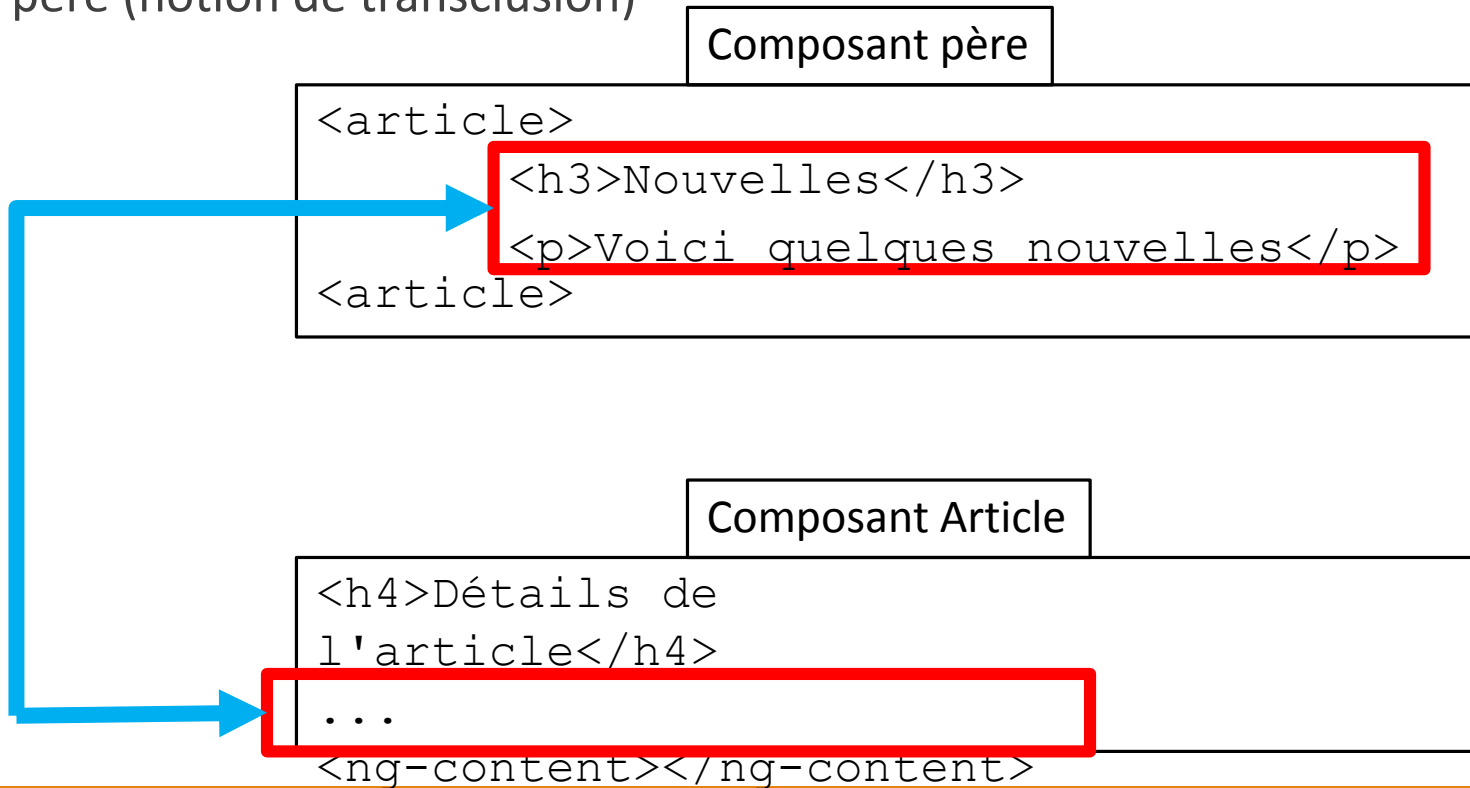 père (notion de transclusion)
Composant père
<article>
<h3>Nouvelles</h3>
<p>Voici quelques nouvelles</p>
<article>
Composant Article
<h4>Détails de
l'article</h4>
...
<ng-content></ng-content>